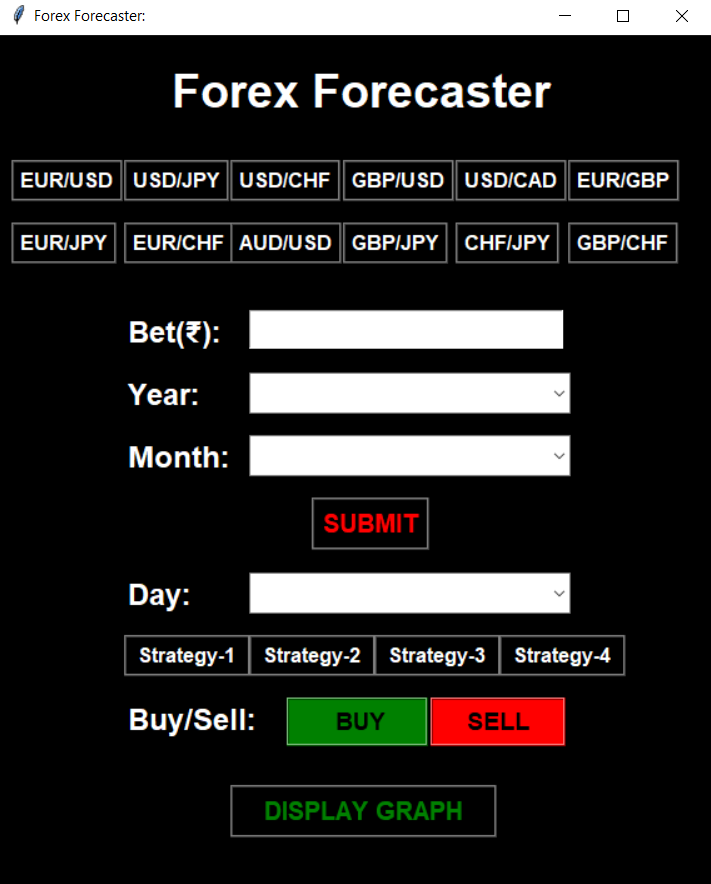 Forex Forecaster:
Forex Forecaster
EUR/USD USD/JPY USD/CHF GBP/USD USD/CAD EUR/GBP
EUR/JPY EUR/CHF AUD/USD GBP/JPY CHF/JPY GBP/CHF
Bet(₹):
Year:
Month:
SUBMIT
Day:
Strategy-1 Strategy-2 Strategy-3 Strategy-4
Buy/Sell: BUY SELL
DISPLAY GRAPH